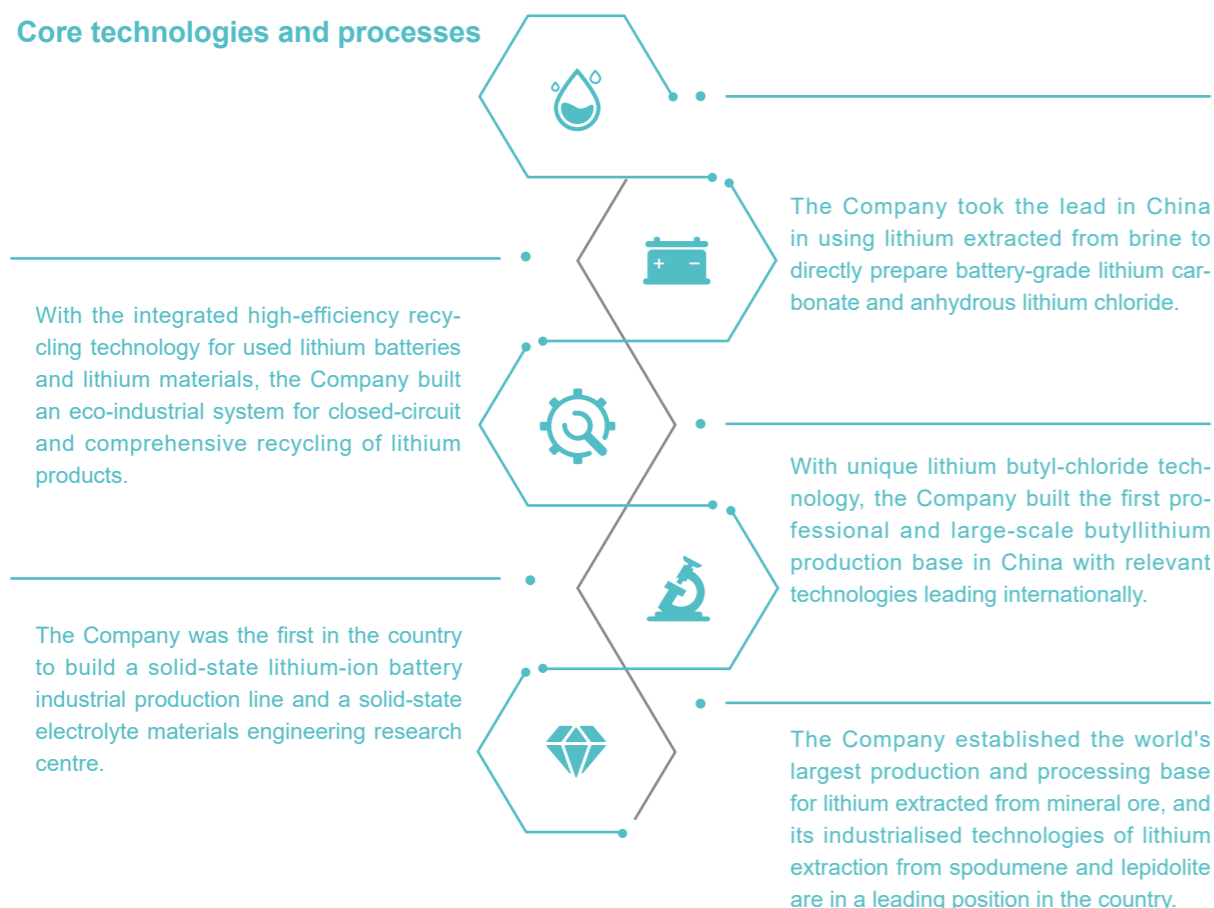 Core technologies and processes
The Company took the lead in China
in using lithium extracted from brine to
directly prepare battery-grade lithium car-
bonate and anhydrous lithium chloride.
With the integrated high-efficiency recy-
cling technology for used lithium batteries
and lithium materials, the Company built
an eco-industrial system for closed-circuit
and comprehensive recycling of lithium
products.
With unique lithium butyl-chloride tech-
nology, the Company built the first pro-
fessional and large-scale butyllithium
production base in China with relevant
technologies leading internationally.
The Company was the first in the country
to build a solid-state lithium-ion battery
industrial production line and a solid-state
electrolyte materials engineering research
centre.
The Company established the world's
largest production and processing base
for lithium extracted from mineral ore, and
its industrialised technologies of lithium
extraction from spodumene and lepidolite
are in a leading position in the country.